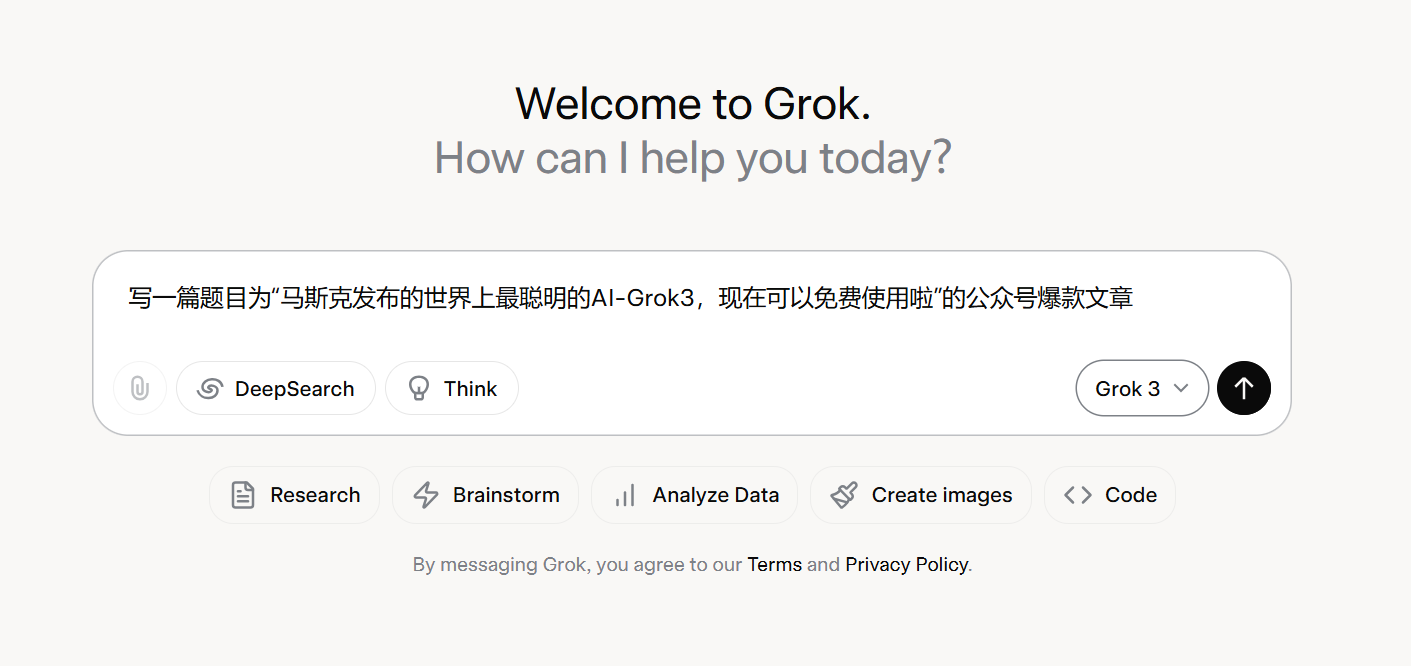 Welcome to Grok.
How can I help you today?
写一篇题目为“马斯克发布的世界上最聪明的AI-Grok3，现在可以免费使用啦”的公众号爆款文章
DeepSearch Think Grok 3
Research Brainstorm Analyze Data Create images Code
By messaging Grok, you agree to our Terms and Privacy Policy.